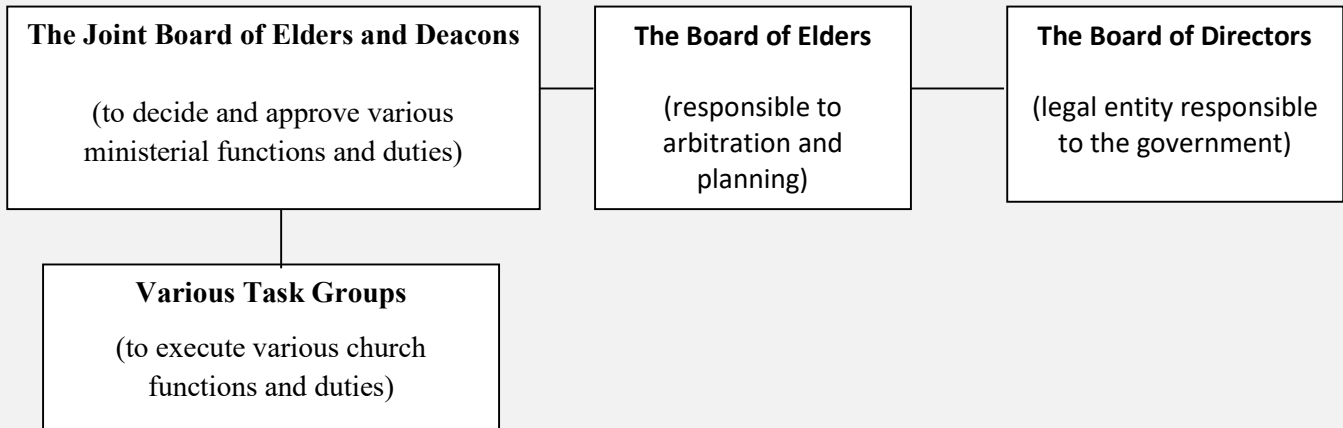 The Joint Board of Elders and Deacons
(to decide and approve various
ministerial functions and duties)
The Board of Elders
(responsible to
arbitration and
planning)
The Board of Directors
(legal entity responsible
to the government)
Various Task Groups
(to execute various church
functions and duties)